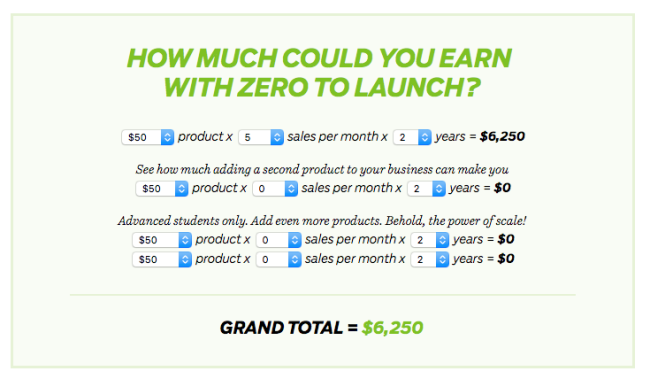 HOW MUCH COULD YOU EARN
WITH ZERO TO LAUNCH?
$50 product x 5 sales per month x 2 years = $6,250
See how much adding a second product to your business can make you
$50 product x 0 sales per month x 2 years = $0
Advanced students only. Add even more products. Behold, the power of scale!
$50 product x 0 sales per month x 2 years = $0
$50 product x 0 sales per month x 2 years = $0
GRAND TOTAL = $6,250